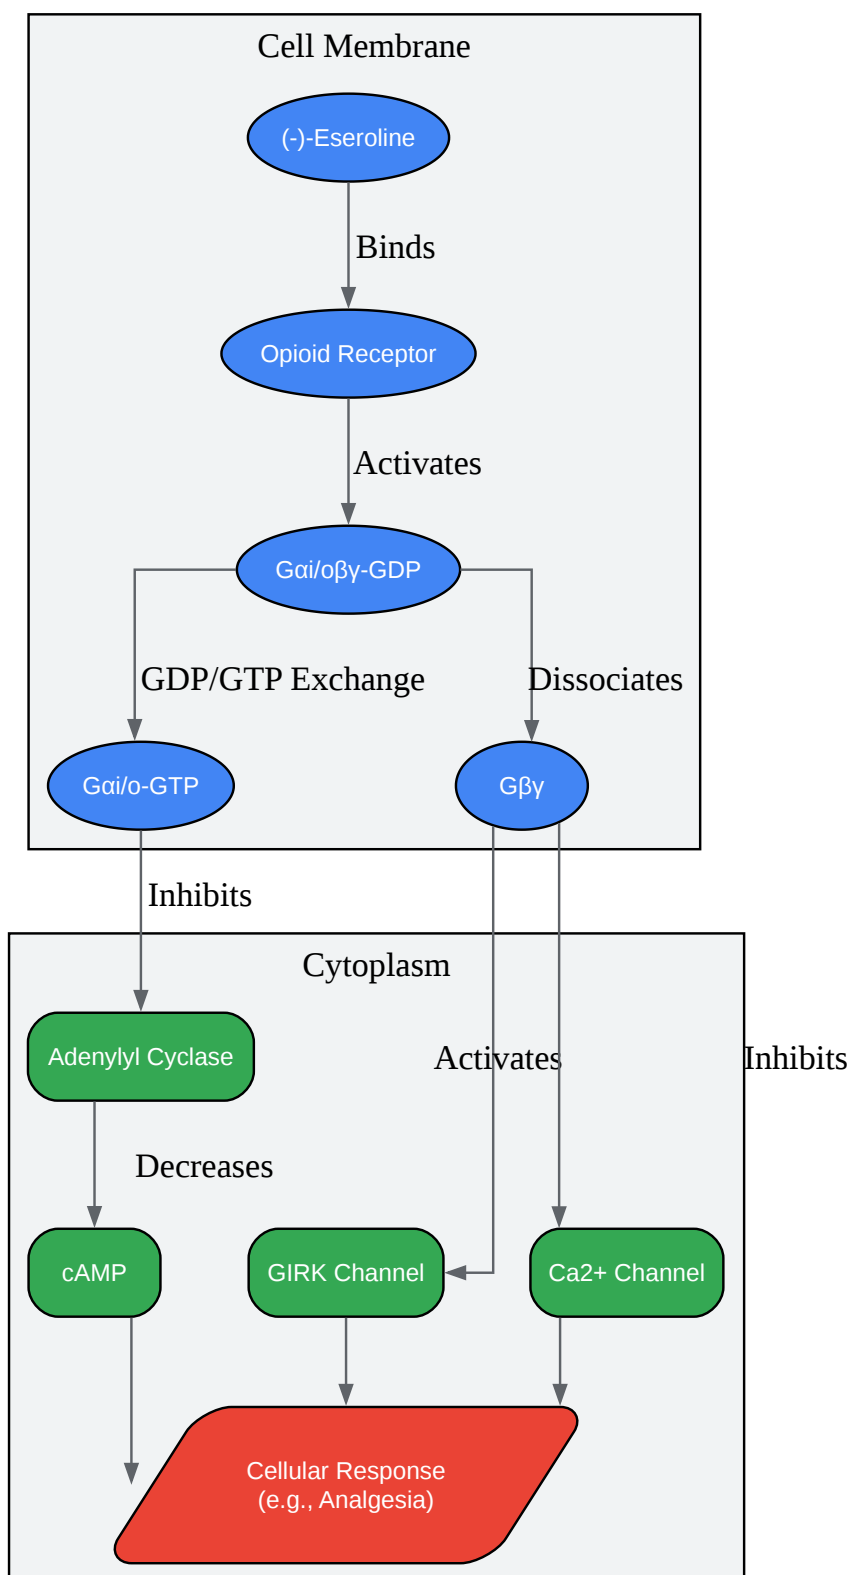 Cell Membrane
(-)-Eseroline
Binds
Opioid Receptor
Activates
Gαi/oβγ-GDP
GDP/GTP Exchange
Dissociates
Gαi/o-GTP
Gβγ
Inhibits
Cytoplasm
Adenylyl Cyclase
Activates
Inhibits
Decreases
cAMP
GIRK Channel
Ca2+ Channel
Cellular Response
(e.g., Analgesia)